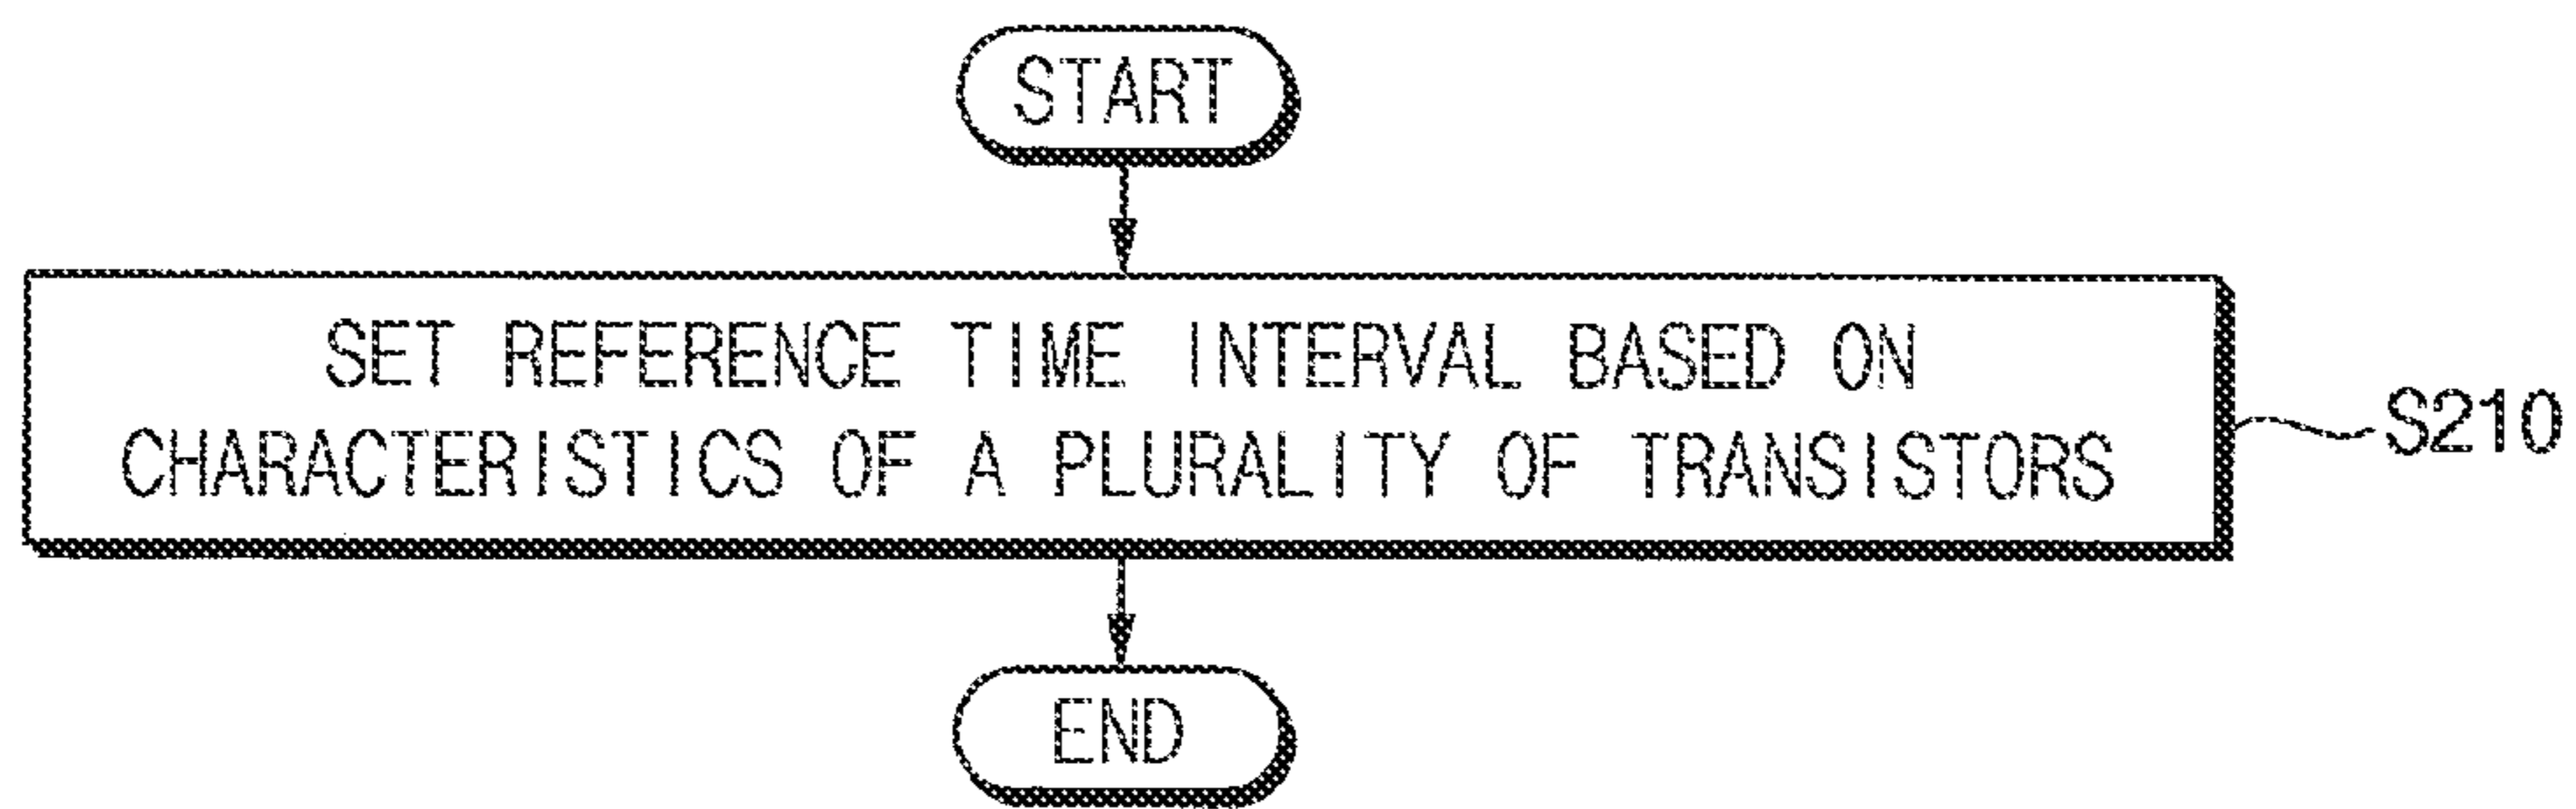 START
SET REFERENCE TIME INTERVAL BASED ON
CHARACTERISTICS OF A PLURALITY OF TRANSISTORS
S210
END